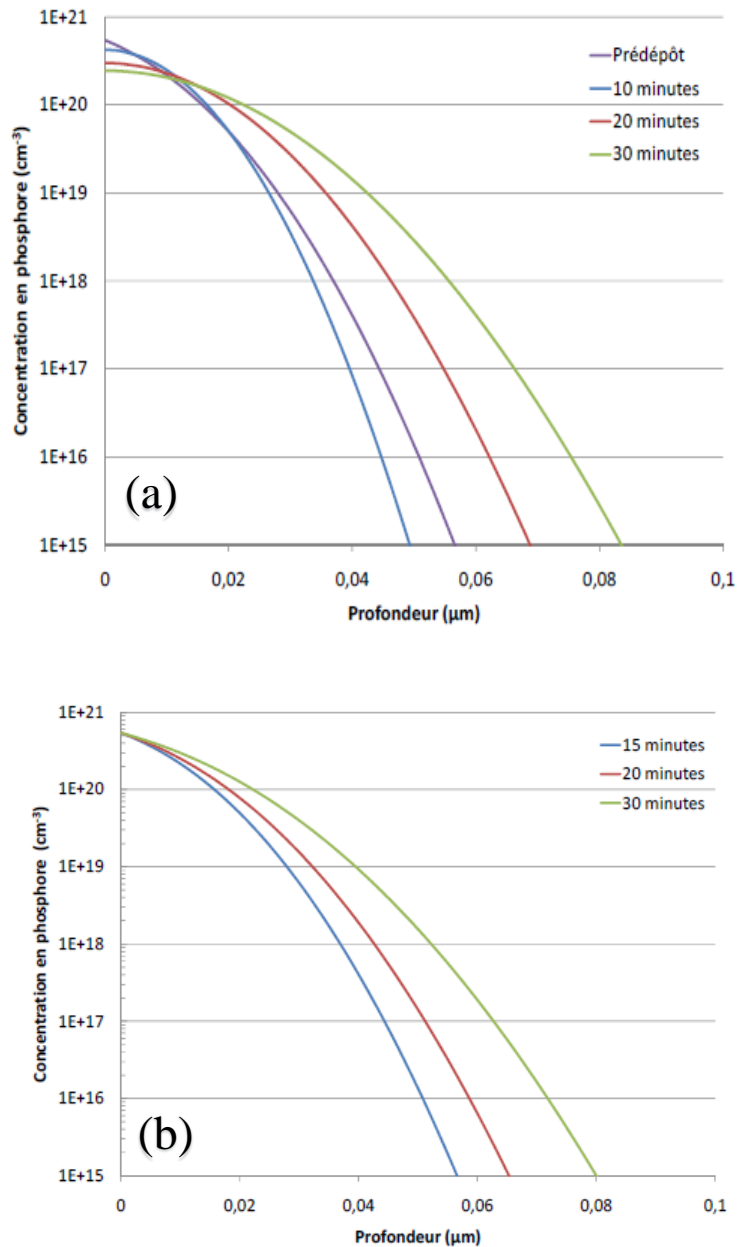 Concentration en phosphore (cm⁻³)
1E+21
1E+20
1E+19
1E+18
1E+17
1E+16
1E+15
Prédépôt
10 minutes
20 minutes
30 minutes
(a)
0 0,02 0,04 0,06 0,08 0,1
Profondeur (µm)
Concentration en phosphore (cm⁻³)
1E+21
1E+20
1E+19
1E+18
1E+17
1E+16
1E+15
15 minutes
20 minutes
30 minutes
(b)
0 0,02 0,04 0,06 0,08 0,1
Profondeur (µm)